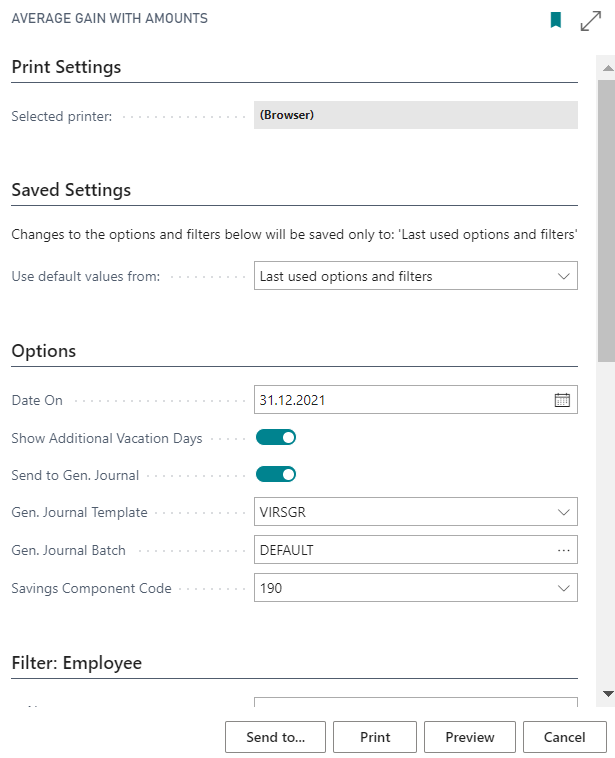 AVERAGE GAIN WITH AMOUNTS
Print Settings
Selected printer: (Browser)
Saved Settings
Changes to the options and filters below will be saved only to: 'Last used options and filters'
Use default values from: Last used options and filters
Options
Date On 31.12.2021
Show Additional Vacation Days
Send to Gen. Journal
Gen. Journal Template VIRSGR
Gen. Journal Batch DEFAULT ...
Savings Component Code 190
Filter: Employee
Send to... Print Preview Cancel